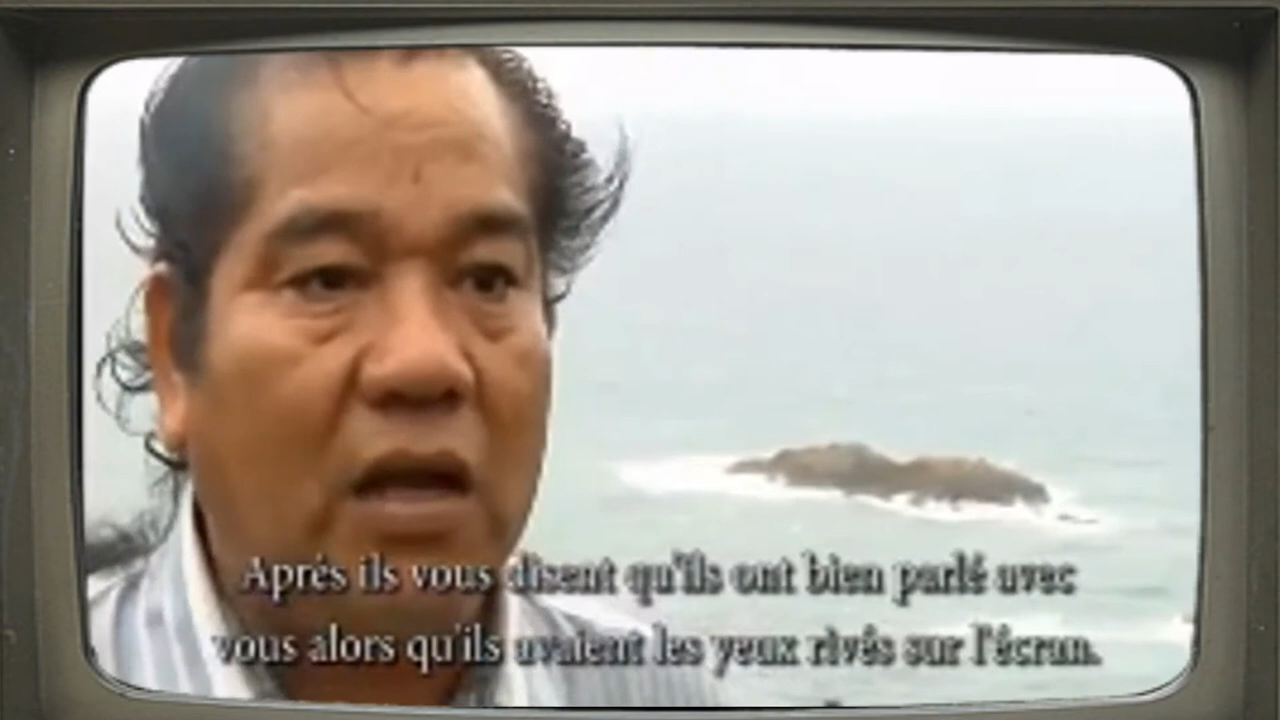 Après ils vous disent qu'ils ont bien parlé avec
vous alors qu'ils avaient les yeux rivés sur l'écran.